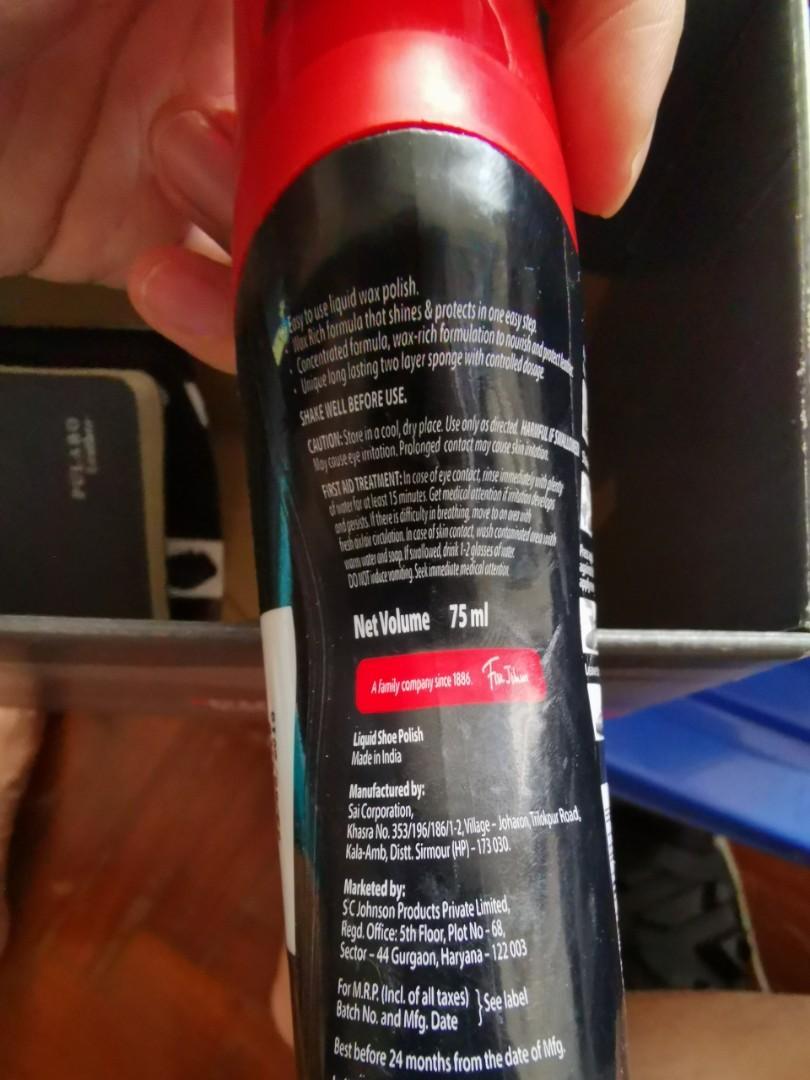 Easy to use liquid wax polish.
Wax Rich formula that shines & protects in one easy step.
• Concentrated formula, wax-rich formulation to nourish and protect
• Unique long lasting two layer sponge with controlled dosage.
SHAKE WELL BEFORE USE.
CAUTION: Store in a cool, dry place. Use only as directed. HARMFUL IF SWALLOWED
May cause eye irritation. Prolonged contact may cause skin irritation.
FIRST AID TREATMENT: In case of eye contact, rinse immediately with plenty
of water for at least 15 minutes. Get medical attention if irritation develops
and persists. If there is difficulty in breathing, move to an area with
fresh air/air circulation. In case of skin contact, wash contaminated area with
warm water and soap. If swallowed, drink 1-2 glasses of water.
DO NOT induce vomiting. Seek immediate medical attention.
Net Volume 75 ml
A family company since 1886.
Liquid Shoe Polish
Made in India
Manufactured by:
Sai Corporation,
Khasra No. 353/196/186/1-2, Village - Joharon, Trilokpur Road,
Kala-Amb, Distt. Sirmour (HP) - 173 030.
Marketed by:
S C Johnson Products Private Limited,
Regd. Office: 5th Floor, Plot No - 68,
Sector - 44 Gurgaon, Haryana - 122 003
For M.R.P. (Incl. of all taxes)
Batch No. and Mfg. Date } See label
Best before 24 months from the date of Mfg.